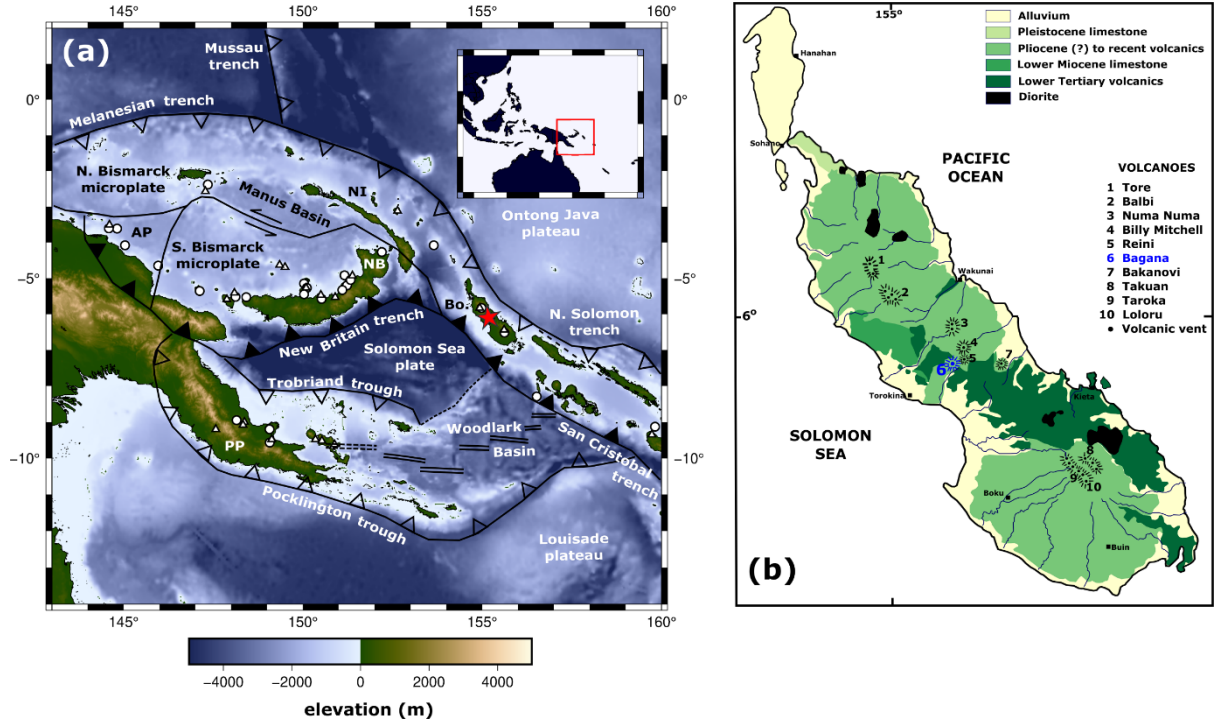 145°
150°
155°
160°
(a)
Mussau
trench
0°
Melanesian trench
N. Bismarck
microplate
NI
Manus Basin
Ontong Java
plateau
AP
S. Bismarck
microplate
NB
−5°
Bo.
N. Solomon
trench
New Britain trench
Solomon Sea
plate
Trobriand trough
Woodlark
Basin
PP
San Cristobal
trench
−10°
Pocklington trough
Louisade
plateau
145°
150°
155°
160°
−4000
−2000
0
2000
4000
elevation (m)
155°
Alluvium
Pleistocene limestone
Pliocene (?) to recent volcanics
Lower Miocene limestone
Lower Tertiary volcanics
Diorite
Hanahan
Sohano
PACIFIC
OCEAN
VOLCANOES
1 Tore
2 Balbi
3 Numa Numa
4 Billy Mitchell
5 Reini
6 Bagana
7 Bakanovi
8 Takuan
9 Taroka
10 Loloru
• Volcanic vent
1
Wakunai
2
6°
3
4
5
7
6
Torokina
Kieta
SOLOMON
SEA
8
9
10
Boku
Buin
(b)